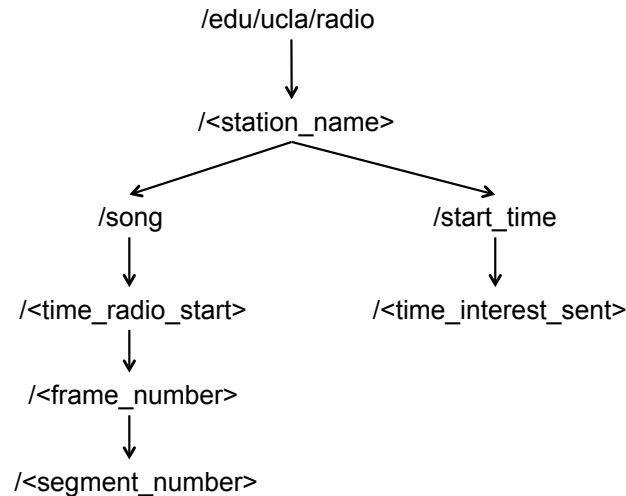 /edu/ucla/radio
/<station_name>
/song
/start_time
/<time_radio_start>
/<time_interest_sent>
/<frame_number>
/<segment_number>